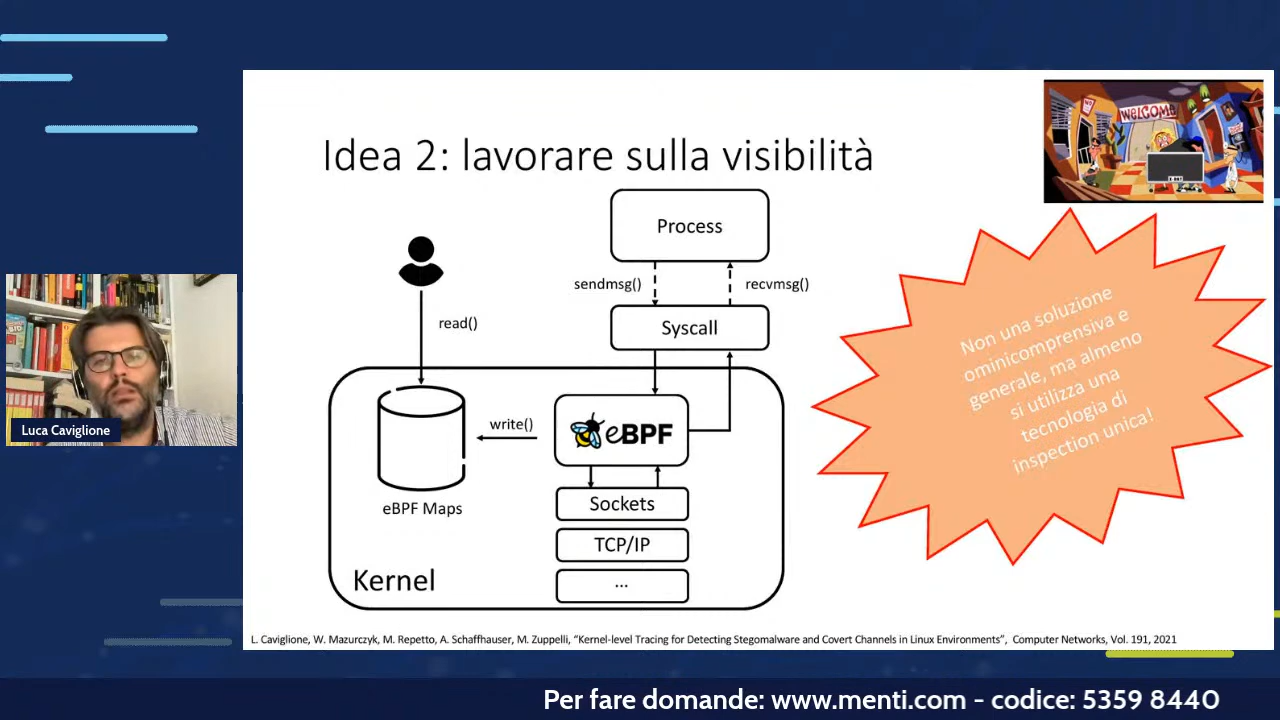 Idea 2: lavorare sulla visibilità
WELCOME
Process
sendmsg()
recvmsg()
read()
Syscall
write()
eBPF
eBPF Maps
Sockets
TCP/IP
...
Kernel
Non una soluzione
ominicomprensiva e
generale, ma almeno
si utilizza una
tecnologia di
inspection unica!
Luca Caviglione
L. Caviglione, W. Mazurczyk, M. Repetto, A. Schaffhauser, M. Zuppelli, “Kernel-level Tracing for Detecting Stegomalware and Covert Channels in Linux Environments”, Computer Networks, Vol. 191, 2021
Per fare domande: www.menti.com - codice: 5359 8440